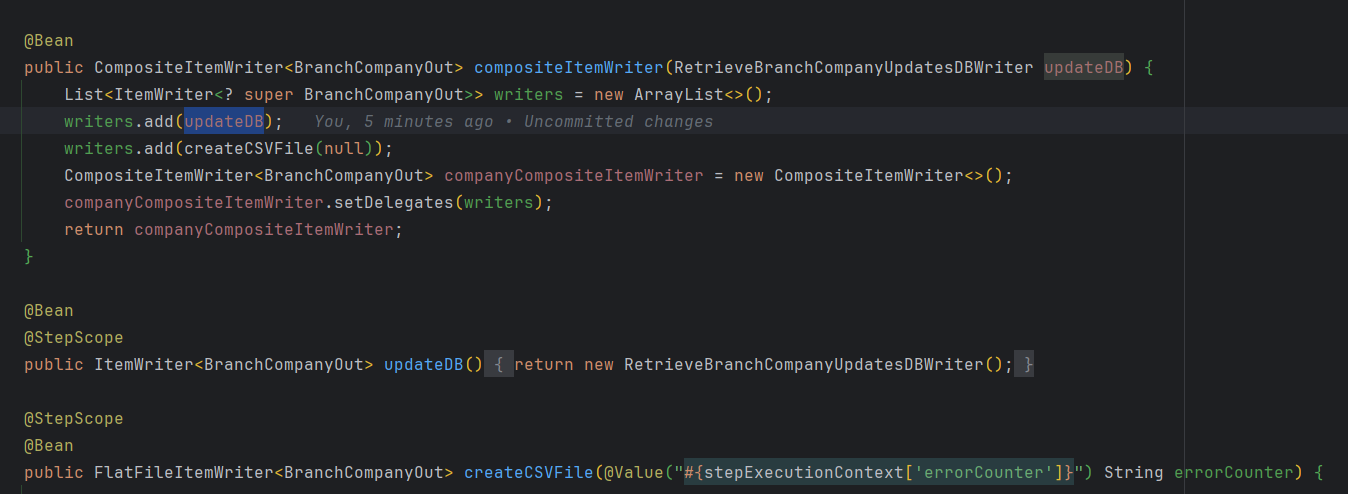 @Bean
public CompositeItemWriter<BranchCompanyOut> compositeItemWriter(RetrieveBranchCompanyUpdatesDBWriter updateDB) {
    List<ItemWriter<? super BranchCompanyOut>> writers = new ArrayList<>();
    writers.add(updateDB);   You, 5 minutes ago • Uncommitted changes
    writers.add(createCSVFile(null));
    CompositeItemWriter<BranchCompanyOut> companyCompositeItemWriter = new CompositeItemWriter<>();
    companyCompositeItemWriter.setDelegates(writers);
    return companyCompositeItemWriter;
}
@Bean
@StepScope
public ItemWriter<BranchCompanyOut> updateDB() { return new RetrieveBranchCompanyUpdatesDBWriter(); }
@StepScope
@Bean
public FlatFileItemWriter<BranchCompanyOut> createCSVFile(@Value("#{stepExecutionContext['errorCounter']}") String errorCounter) {